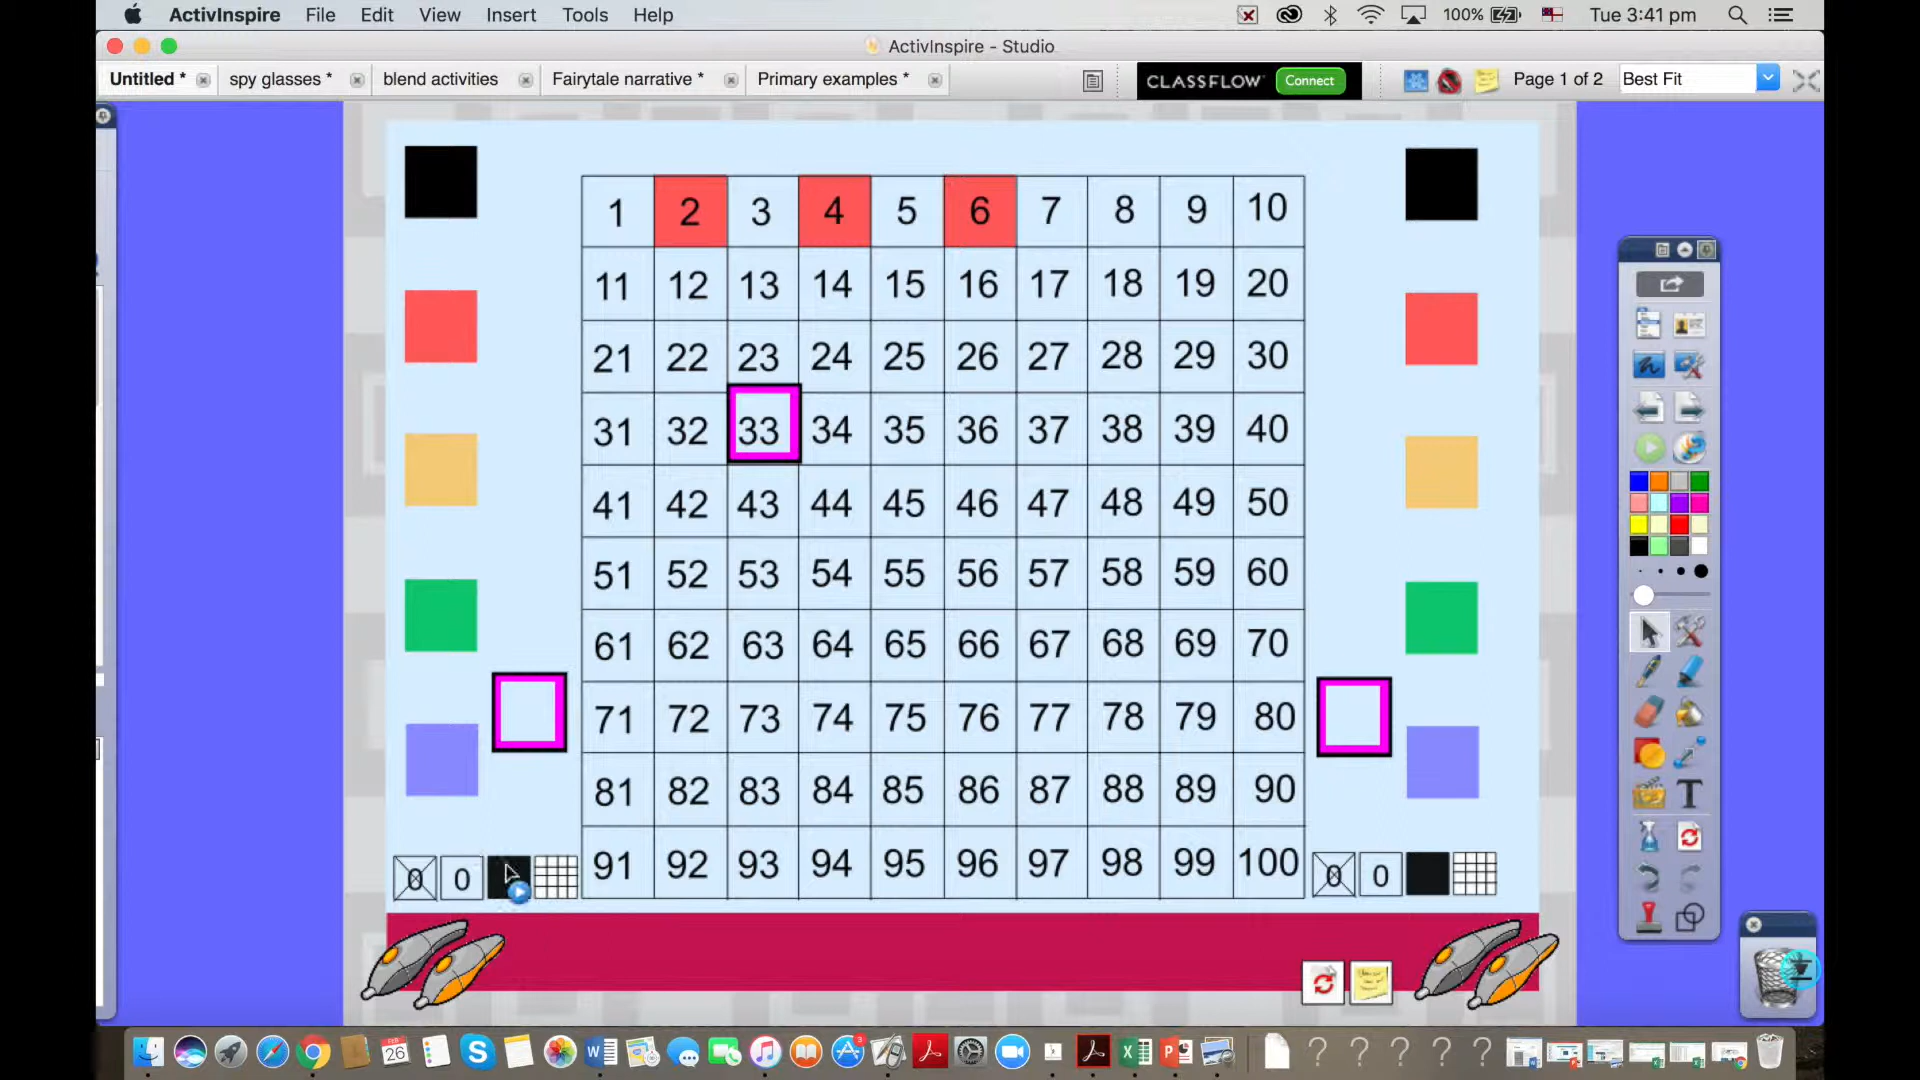 ActivInspire File Edit View Insert Tools Help 100% Tue 3:41 pm
ActivInspire - Studio
Untitled * spy glasses * blend activities Fairytale narrative * Primary examples * CLASSFLOW Connect Page 1 of 2 Best Fit
1 2 3 4 5 6 7 8 9 10
11 12 13 14 15 16 17 18 19 20
21 22 23 24 25 26 27 28 29 30
31 32 33 34 35 36 37 38 39 40
41 42 43 44 45 46 47 48 49 50
51 52 53 54 55 56 57 58 59 60
61 62 63 64 65 66 67 68 69 70
71 72 73 74 75 76 77 78 79 80
81 82 83 84 85 86 87 88 89 90
0 0 91 92 93 94 95 96 97 98 99 100 0 0
T
FEB 26 3
? ? ? ? ?